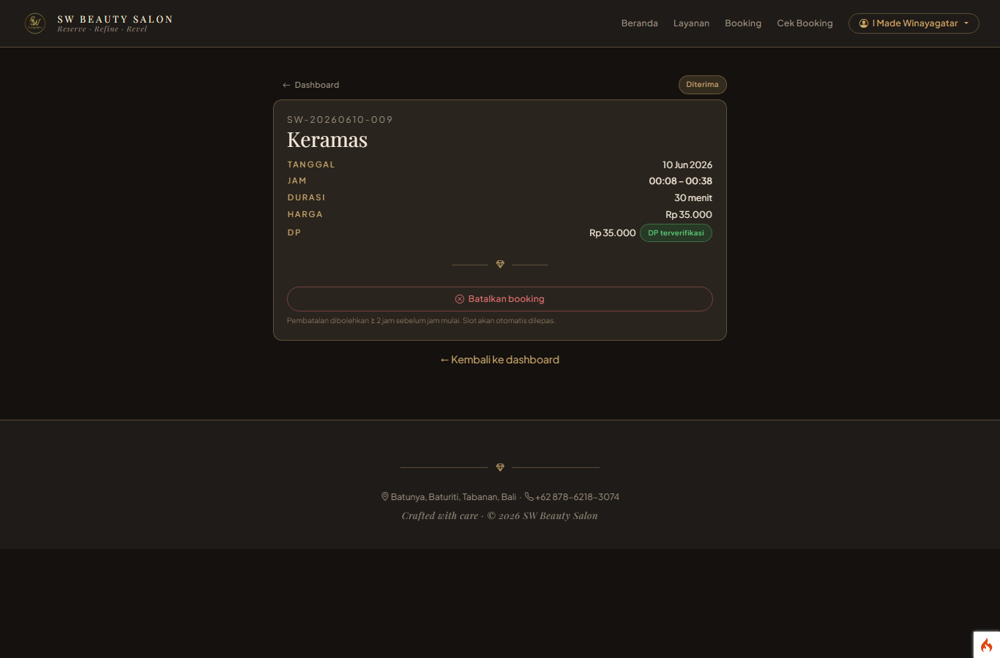 SW BEAUTY SALON
Reserve · Refine · Revel
Beranda
Layanan
Booking
Cek Booking
I Made Winayagatar
← Dashboard
Diterima
SW-20260610-009
Keramas
TANGGAL 10 Jun 2026
JAM 00:08 – 00:38
DURASI 30 menit
HARGA Rp 35.000
DP Rp 35.000 DP terverifikasi
Batalkan booking
Pembatalan dibolehkan ≥ 2 jam sebelum jam mulai. Slot akan otomatis dilepas.
← Kembali ke dashboard
Batunya, Baturiti, Tabanan, Bali · +62 878-6218-3074
Crafted with care · © 2026 SW Beauty Salon